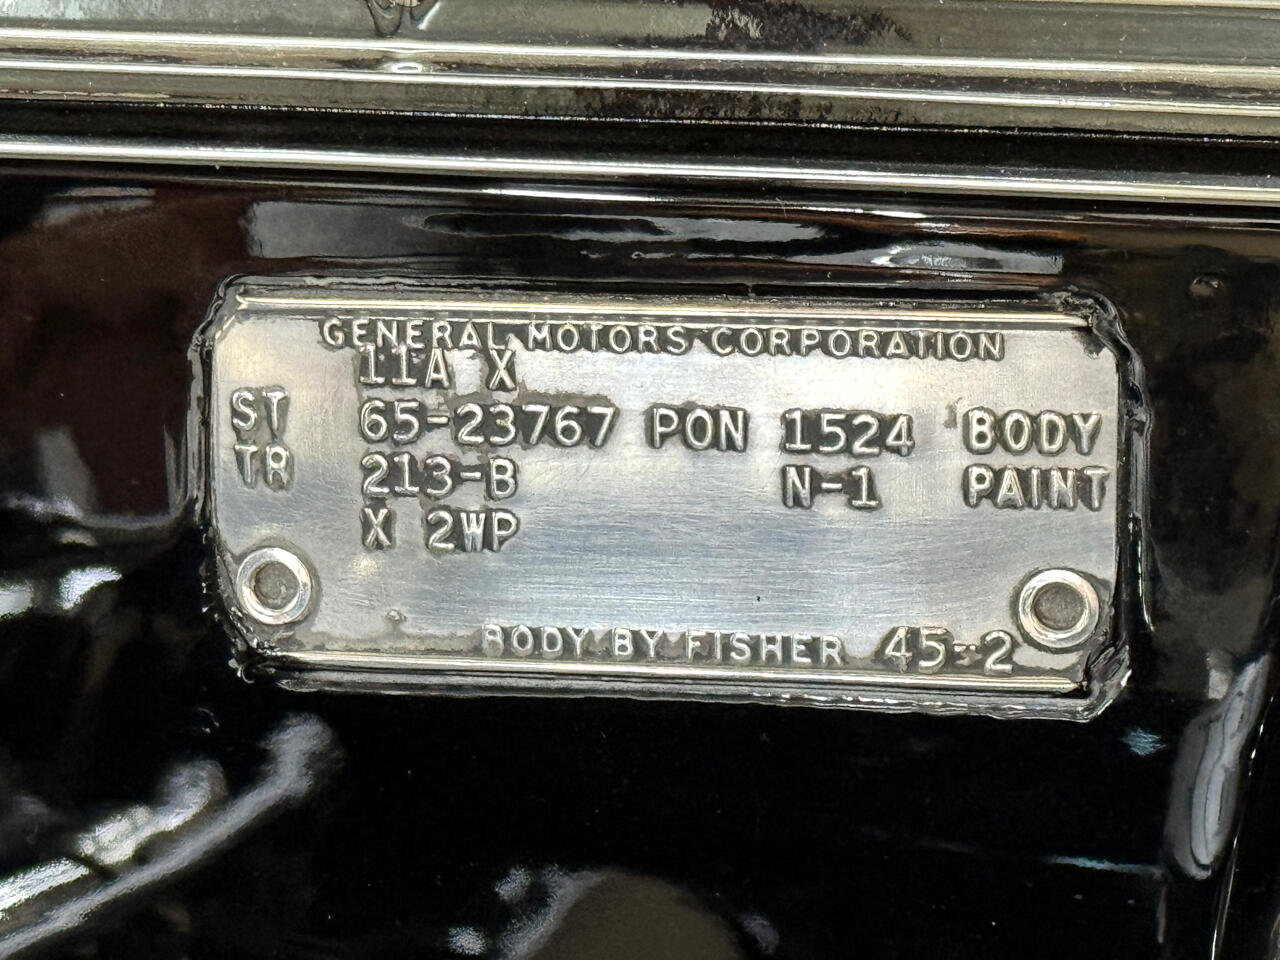 GENERAL MOTORS CORPORATION
11A X
ST 65-23767 PON 1524 BODY
TR 213-B N-1 PAINT
X 2WP
BODY BY FISHER 45-2